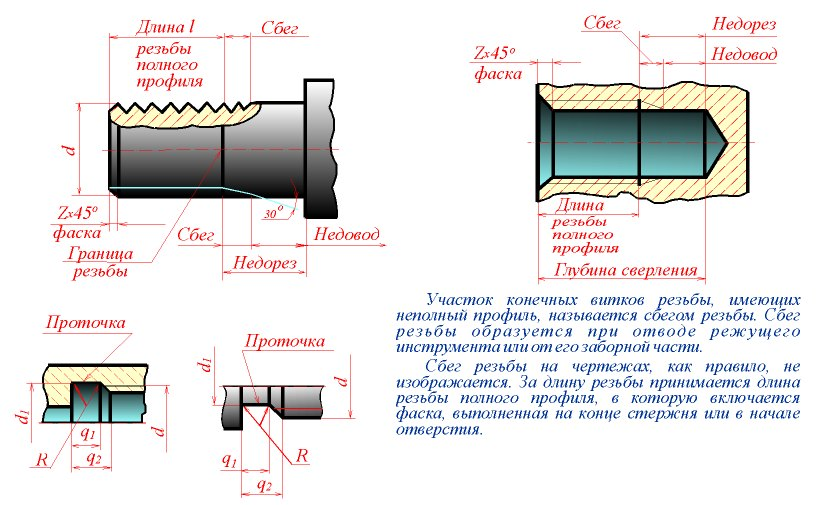 Длина l
Сбег
резьбы
полного
профиля
d
30°
Zx45°
фаска
Сбег
Недовод
Граница
резьбы
Недорез
Сбег
Недорез
Недовод
Zx45°
фаска
Длина
резьбы
полного
профиля
Глубина сверления
Проточка
d1
d
q1
q2
R
Проточка
d1
d
q1
q2
R
Участок конечных витков резьбы, имеющих
неполный профиль, называется сбегом резьбы. Сбег
резьбы образуется при отводе режущего
инструмента или от его заборной части.
Сбег резьбы на чертежах, как правило, не
изображается. За длину резьбы принимается длина
резьбы полного профиля, в которую включается
фаска, выполненная на конце стержня или в начале
отверстия.